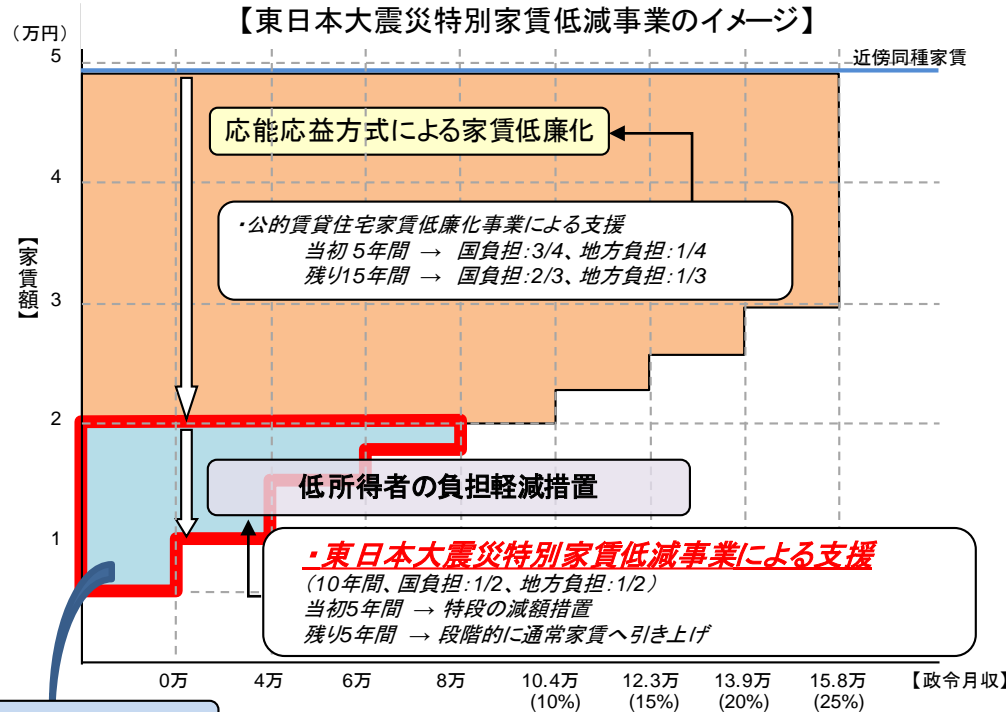 【東日本大震災特別家賃低減事業のイメージ】
（万円）
5
近傍同種家賃
応能応益方式による家賃低廉化
4
・公的賃貸住宅家賃低廉化事業による支援
当初 5年間 → 国負担：3/4、地方負担：1/4
残り15年間 → 国負担：2/3、地方負担：1/3
【家賃額】
3
2
低所得者の負担軽減措置
1
・東日本大震災特別家賃低減事業による支援
（10年間、国負担：1/2、地方負担：1/2）
当初5年間 → 特段の減額措置
残り5年間 → 段階的に通常家賃へ引き上げ
0万 4万 6万 8万 10.4万 12.3万 13.9万 15.8万 【政令月収】
(10%) (15%) (20%) (25%)